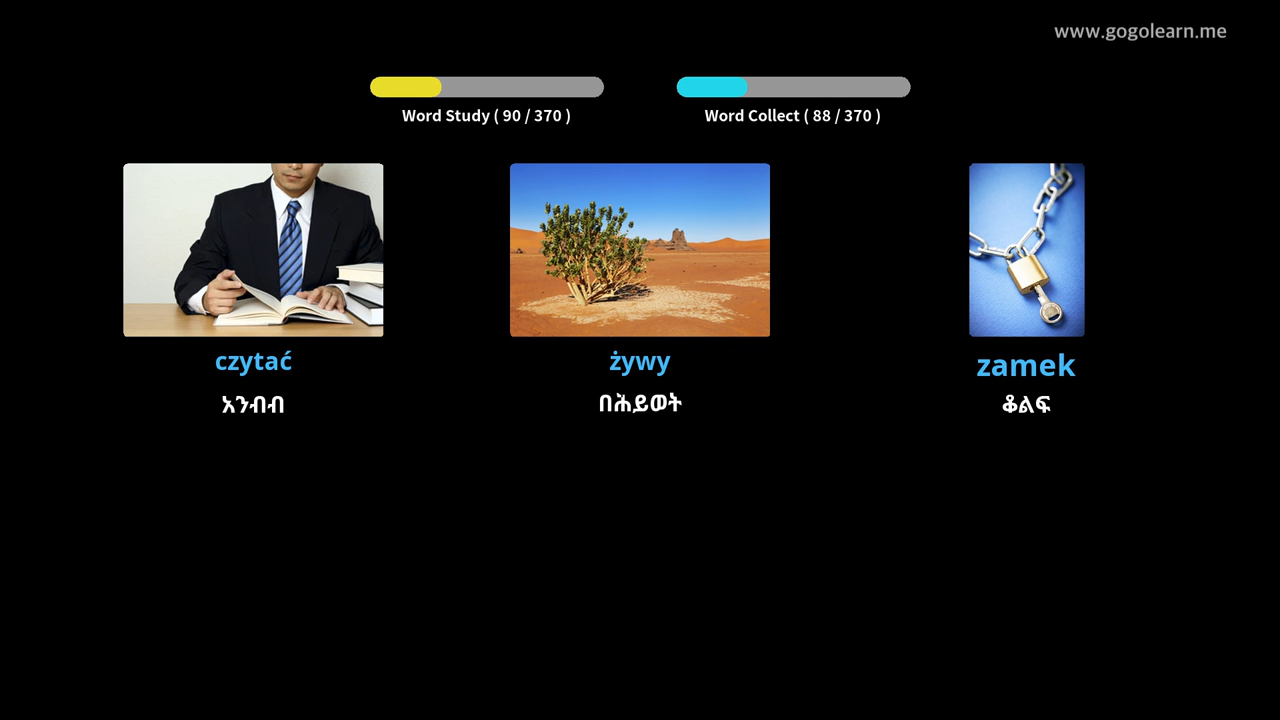 www.gogolearn.me
Word Study ( 90 / 370 )
Word Collect ( 88 / 370 )
czytać
żywy
zamek
አንብብ
በሕይወት
ቆልፍ